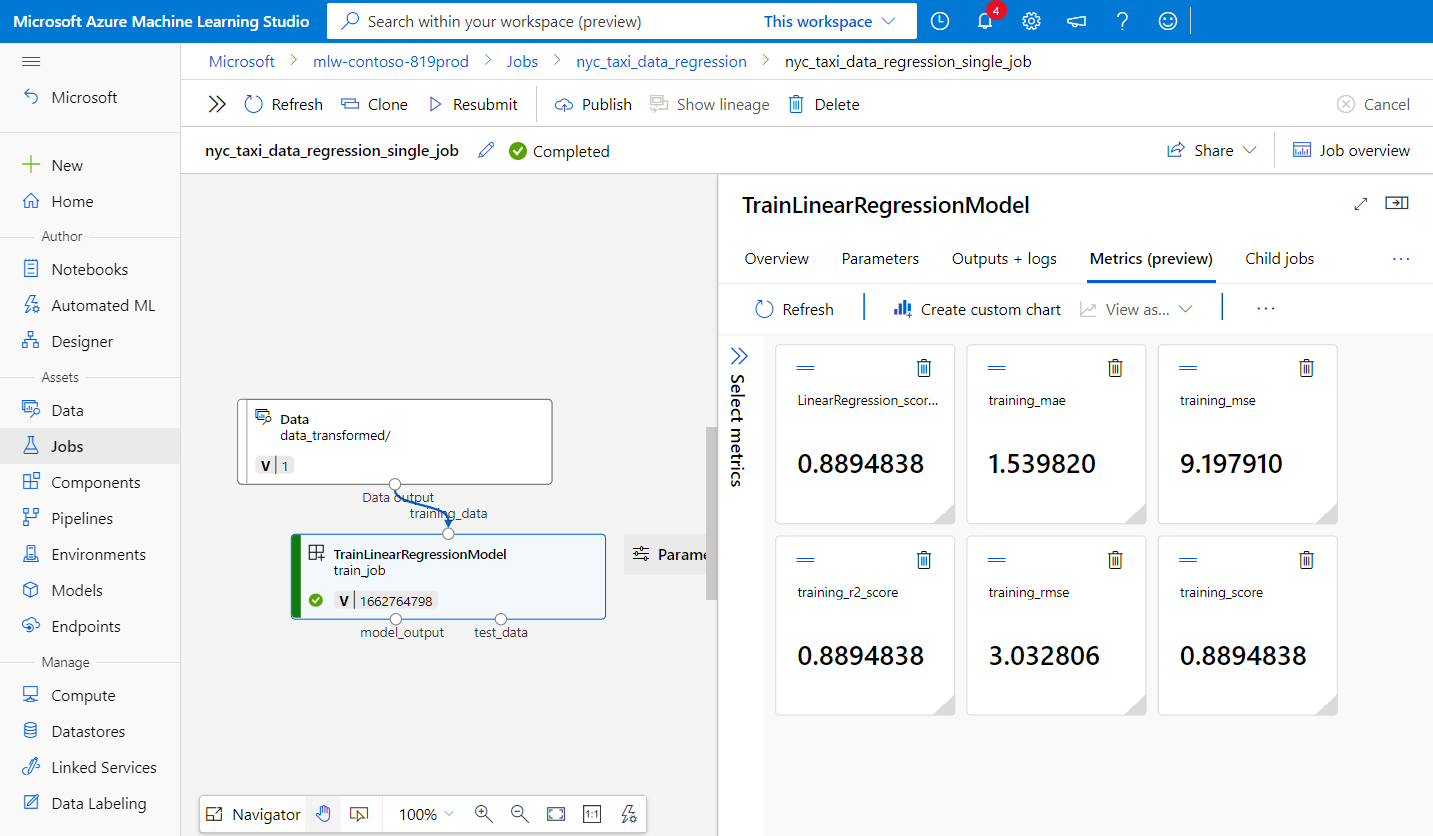 Microsoft Azure Machine Learning Studio
Search within your workspace (preview)
This workspace
4
Microsoft
mlw-contoso-819prod
Jobs
nyc_taxi_data_regression
nyc_taxi_data_regression_single_job
Microsoft
New
Home
Author
Notebooks
Automated ML
Designer
Assets
Data
Jobs
Components
Pipelines
Environments
Models
Endpoints
Manage
Compute
Datastores
Linked Services
Data Labeling
Refresh
Clone
Resubmit
Publish
Show lineage
Delete
Cancel
nyc_taxi_data_regression_single_job
Completed
Share
Job overview
Data
data_transformed/
V 1
Data output
training_data
TrainLinearRegressionModel
train_job
V 1662764798
model_output
test_data
Parame
Navigator
100%
1:1
TrainLinearRegressionModel
Overview
Parameters
Outputs + logs
Metrics (preview)
Child jobs
...
Refresh
Create custom chart
View as...
...
Select metrics
LinearRegression_scor...
0.8894838
training_mae
1.539820
training_mse
9.197910
training_r2_score
0.8894838
training_rmse
3.032806
training_score
0.8894838